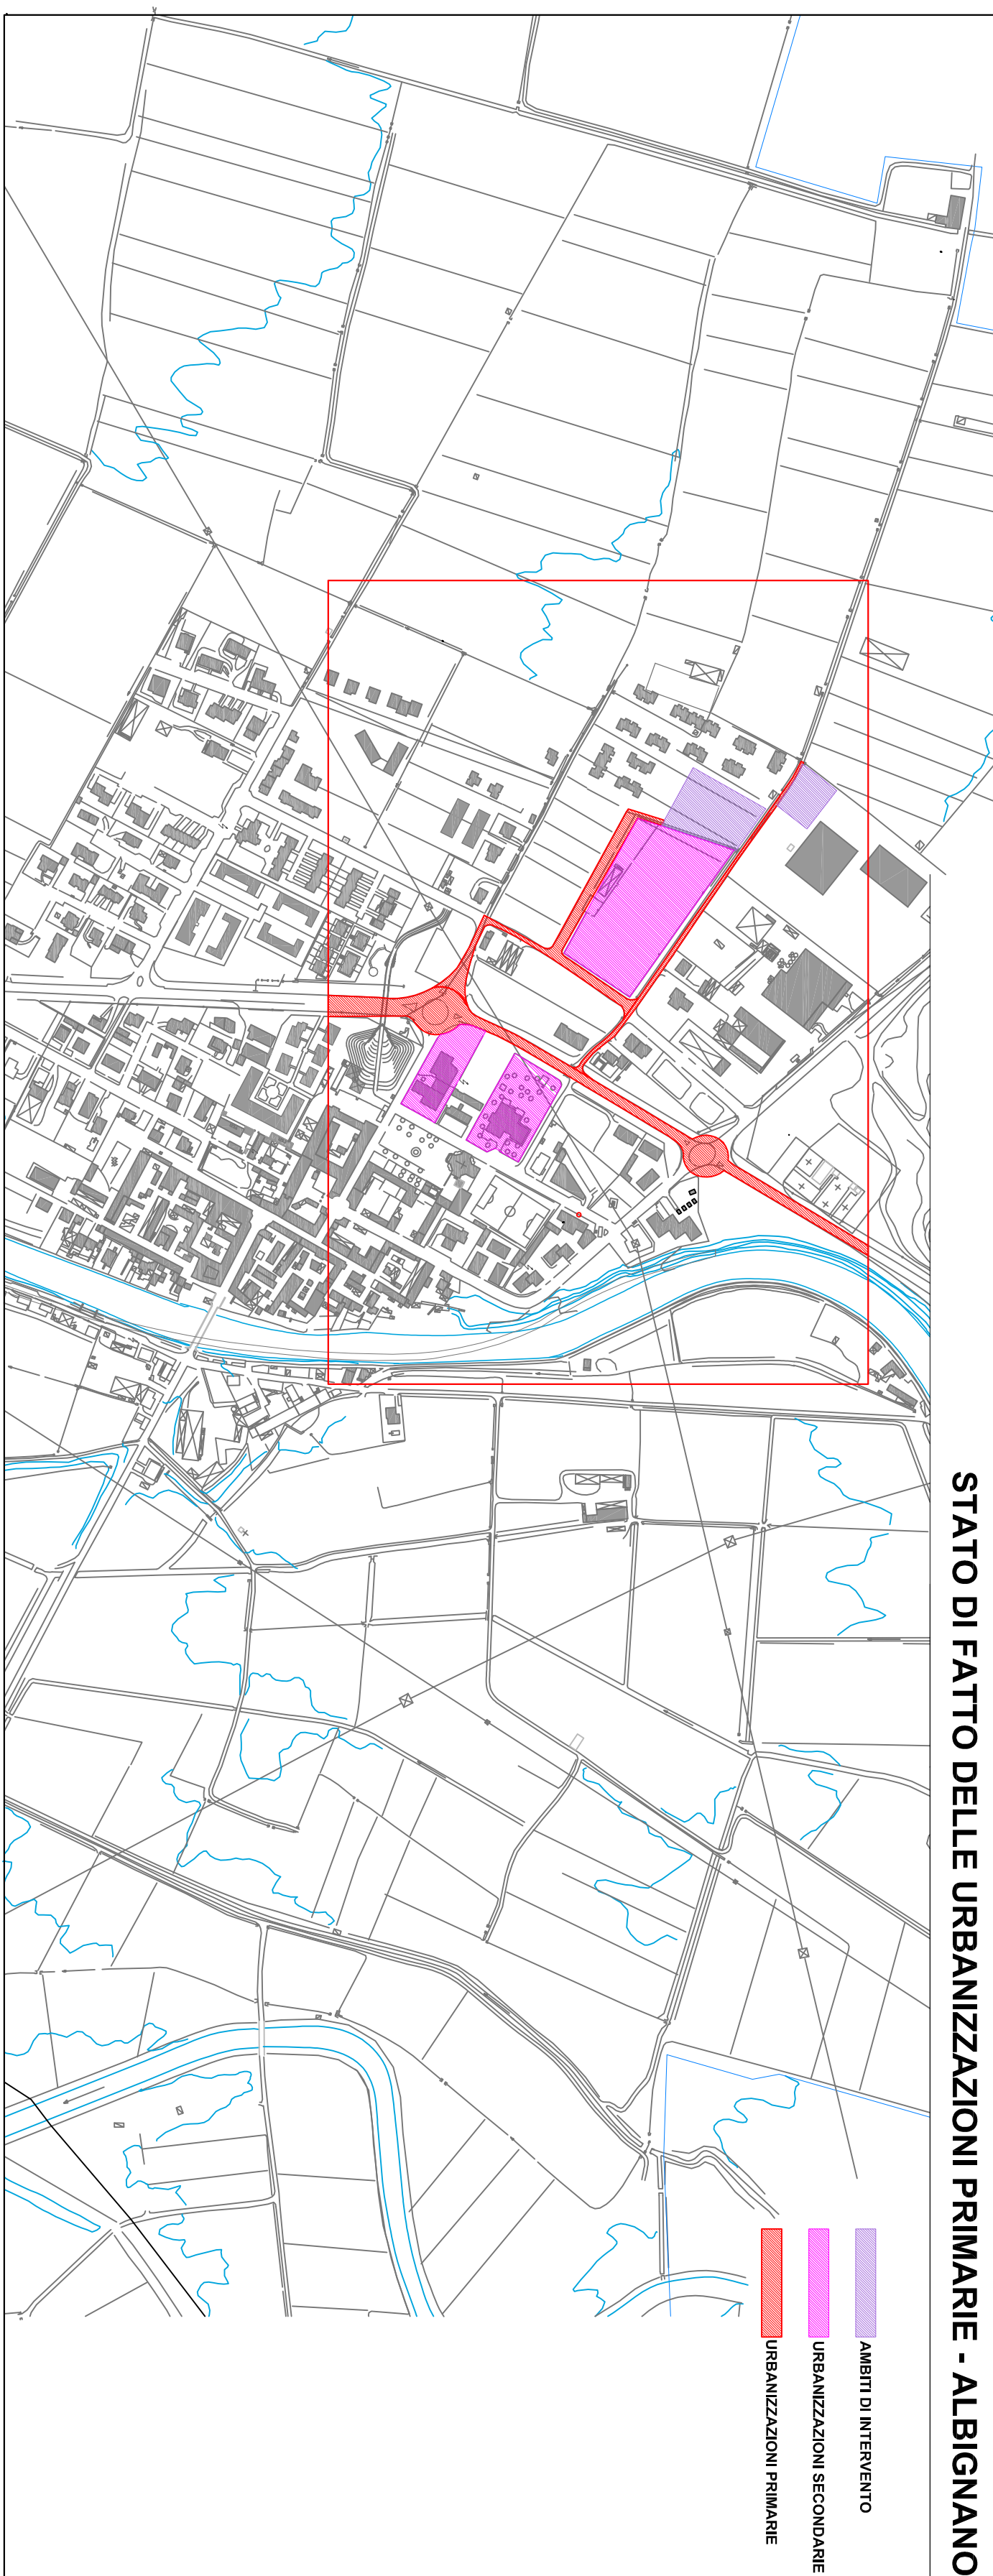 STATO DI FATTO DELLE URBANIZZAZIONI PRIMARIE - ALBIGNANO
AMBITI DI INTERVENTO
URBANIZZAZIONI SECONDARIE
URBANIZZAZIONI PRIMARIE